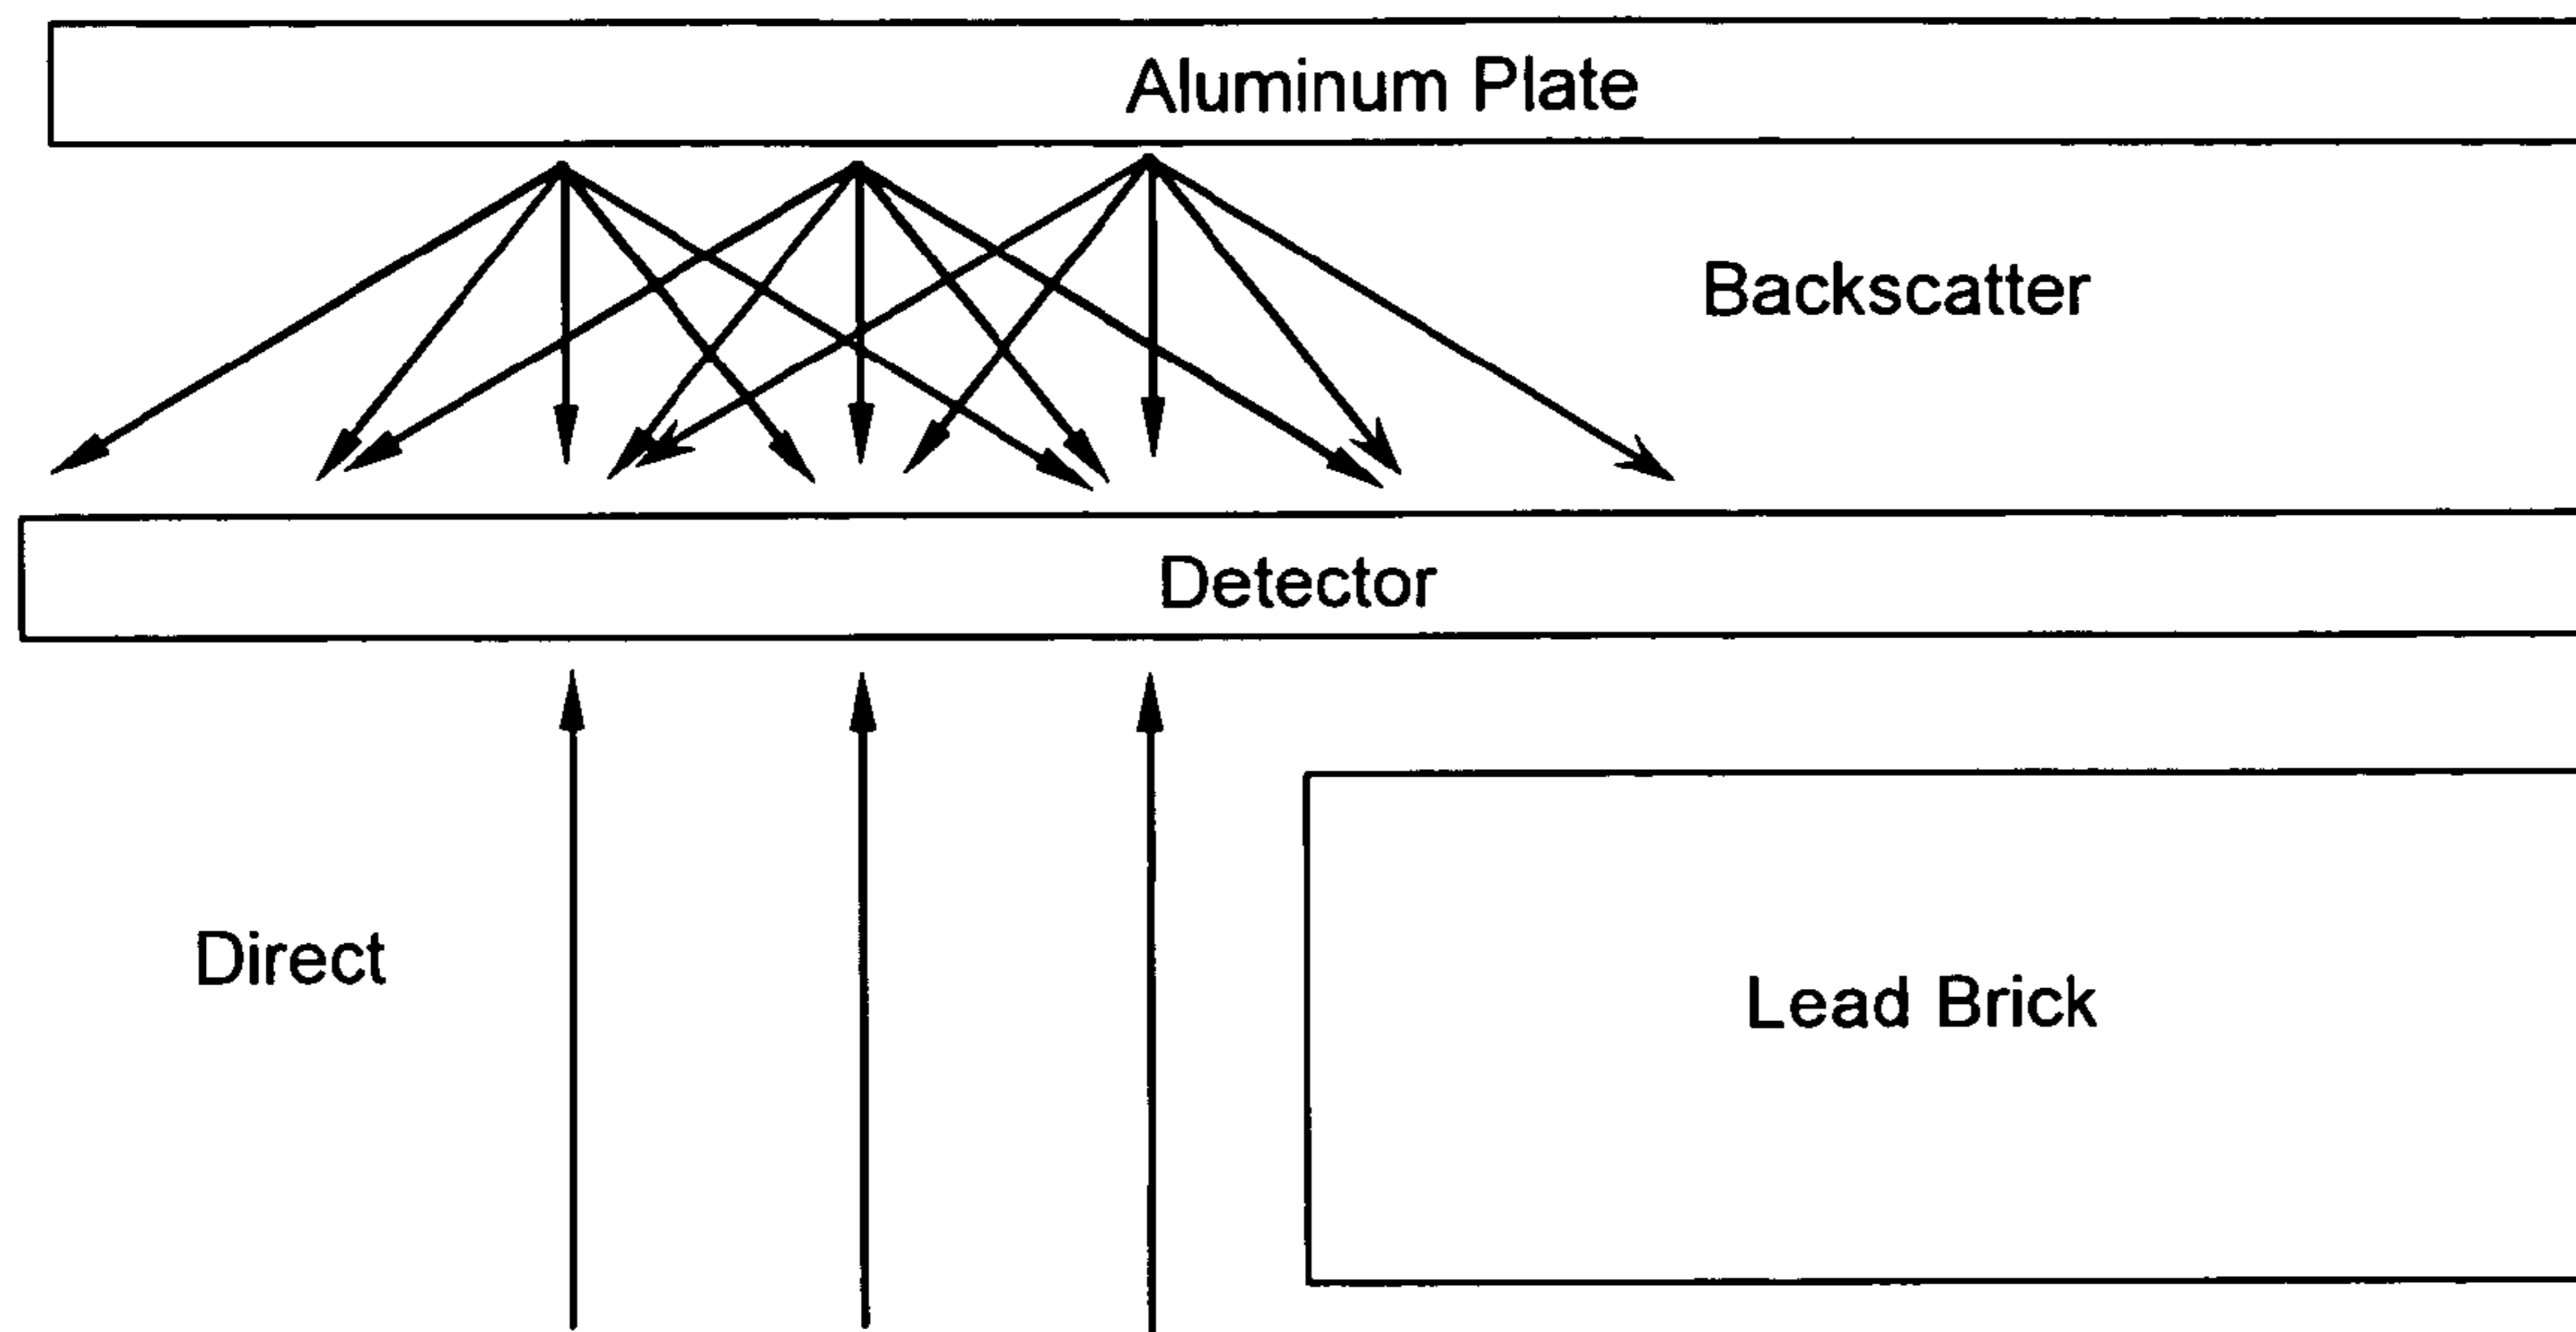 Aluminum Plate
Backscatter
Detector
Direct
Lead Brick